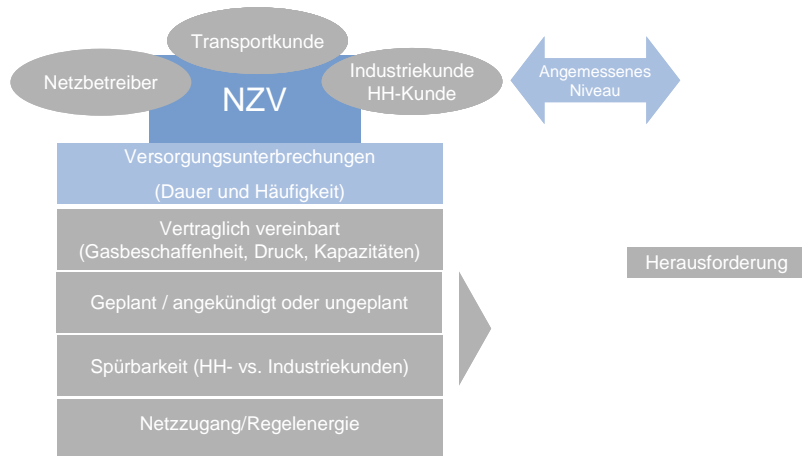 Transportkunde
Netzbetreiber
NZV
Industriekunde
HH-Kunde
Angemessenes
Niveau
Versorgungsunterbrechungen
(Dauer und Häufigkeit)
Vertraglich vereinbart
(Gasbeschaffenheit, Druck, Kapazitäten)
Geplant / angekündigt oder ungeplant
Spürbarkeit (HH- vs. Industriekunden)
Netzzugang/Regelenergie
Herausforderung